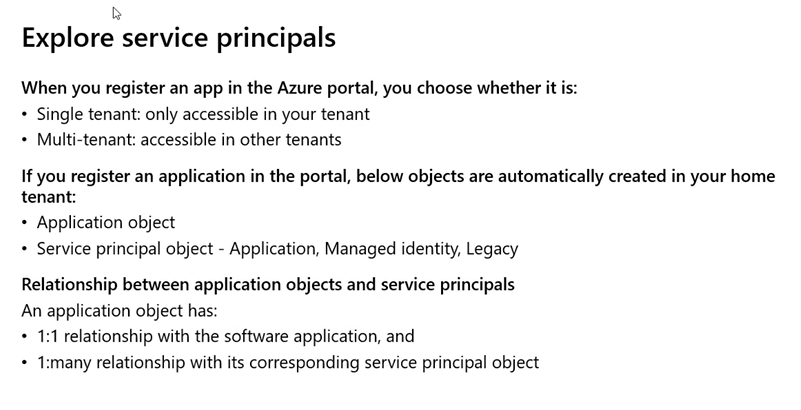 Explore service principals
When you register an app in the Azure portal, you choose whether it is:
• Single tenant: only accessible in your tenant
• Multi-tenant: accessible in other tenants
If you register an application in the portal, below objects are automatically created in your home
tenant:
• Application object
• Service principal object - Application, Managed identity, Legacy
Relationship between application objects and service principals
An application object has:
• 1:1 relationship with the software application, and
• 1:many relationship with its corresponding service principal object